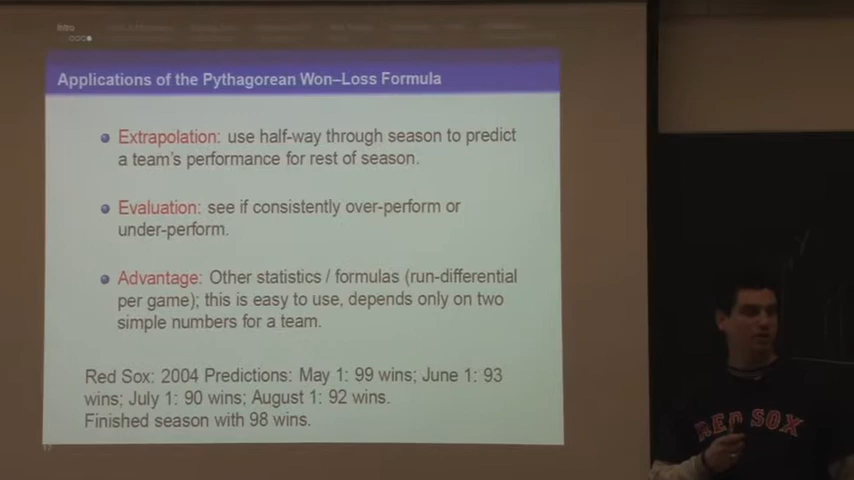 Intro
Applications of the Pythagorean Won–Loss Formula
Extrapolation: use half-way through season to predict
a team's performance for rest of season.
Evaluation: see if consistently over-perform or
under-perform.
Advantage: Other statistics / formulas (run-differential
per game); this is easy to use, depends only on two
simple numbers for a team.
Red Sox: 2004 Predictions: May 1: 99 wins; June 1: 93
wins; July 1: 90 wins; August 1: 92 wins.
Finished season with 98 wins.
RED SOX